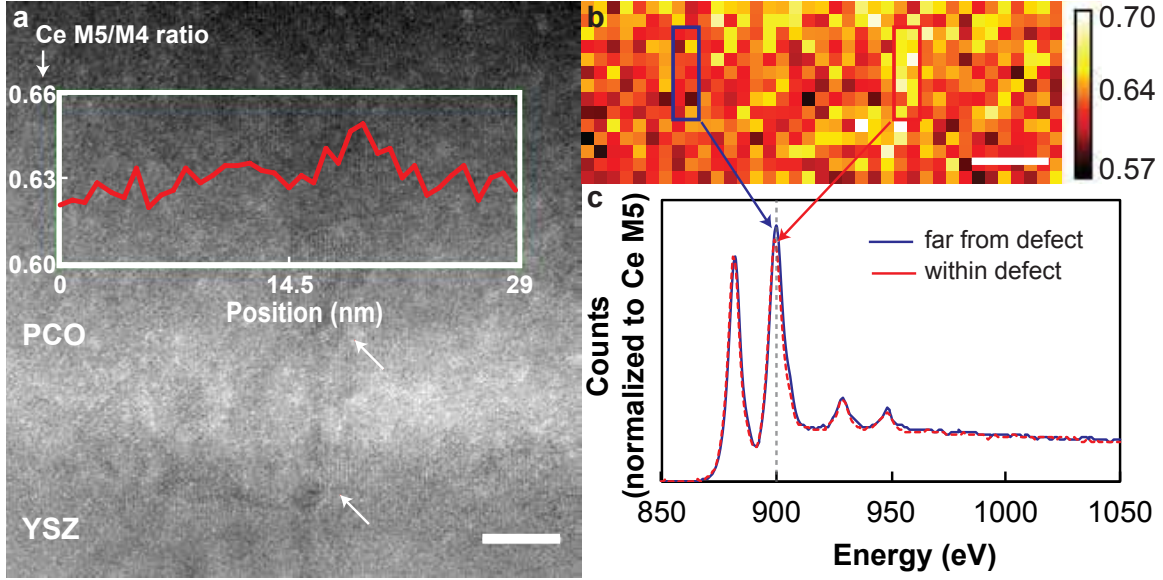 a
Ce M5/M4 ratio
0.66
0.63
0.60
0
14.5
29
Position (nm)
PCO
YSZ
b
0.70
0.64
0.57
c
far from defect
within defect
Counts
(normalized to Ce M5)
850
900
950
1000
1050
Energy (eV)